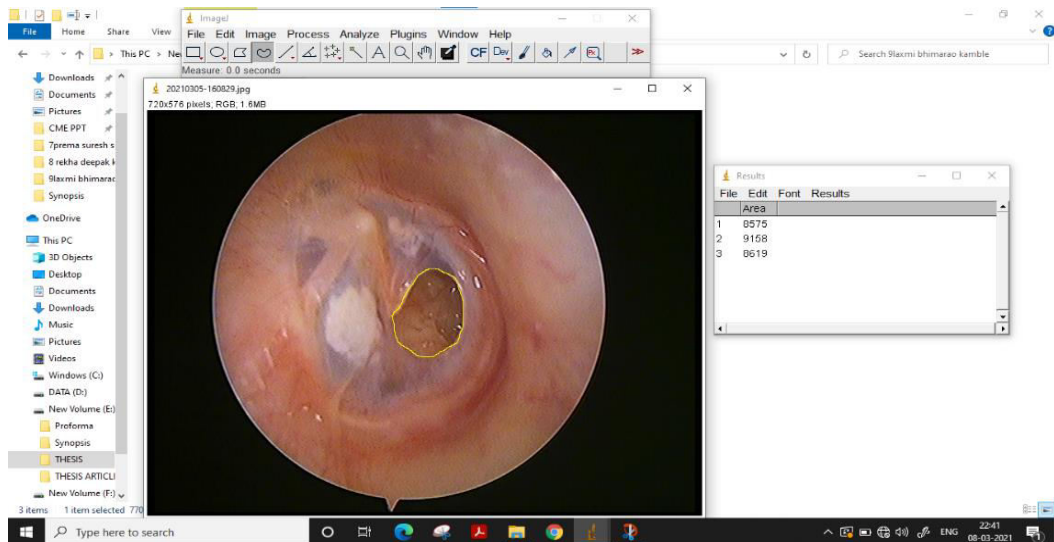 File
Home
Share
View
This PC
Search 9laxmi bhimarao kamble
ImageJ
File Edit Image Process Analyze Plugins Window Help
CF Dev
Measure: 0.0 seconds
20210305-160829.jpg
720x576 pixels; RGB; 1.6MB
Downloads
Documents
Pictures
CME PPT
7prema suresh s
8 rekha deepak k
9laxmi bhimarac
Synopsis
OneDrive
This PC
3D Objects
Desktop
Documents
Downloads
Music
Pictures
Videos
Windows (C:)
DATA (D:)
New Volume (E:)
Proforma
Synopsis
THESIS
THESIS ARTICLI
New Volume (F:)
3 items 1 item selected 770
Results
File Edit Font Results
Area
1 8575
2 9158
3 8619
Type here to search
ENG
22:41
08-03-2021